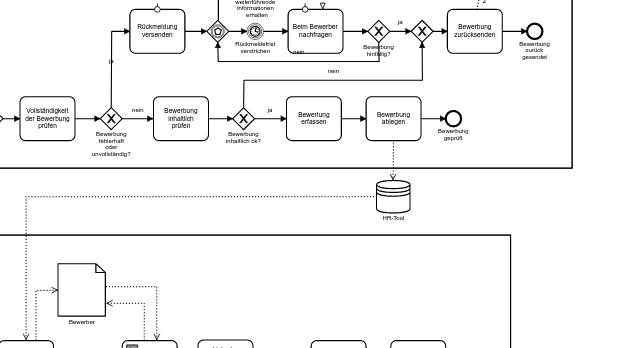 weiterführende
informationen
erhalten
2
Rückmeldung
versenden
Rückmeldefrist
verstrichen
Beim Bewerber
nachfragen
nein
Bewerbung
hinfällig?
ja
Bewerbung
zurücksenden
Bewerbung
zurück
gesendet
ja
nein
Vollständigkeit
der Bewerbung
prüfen
Bewerbung
fehlerhaft
oder
unvollständig?
nein
Bewerbung
inhaltlich
prüfen
Bewerbung
inhaltlich ok?
ja
Bewertung
erfassen
Bewerbung
ablegen
Bewerbung
geprüft
HR-Tool
Bewerber